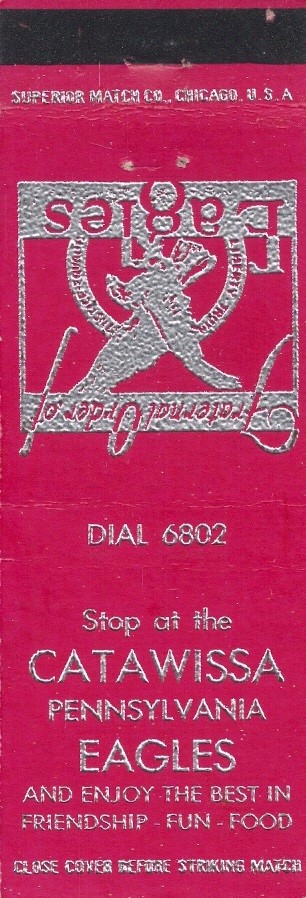 SUPERIOR MATCH CO., CHICAGO, U.S.A
Fraternal Order of
Eagles
DIAL 6802
Stop at the
CATAWISSA
PENNSYLVANIA
EAGLES
AND ENJOY THE BEST IN
FRIENDSHIP - FUN - FOOD
CLOSE COVER BEFORE STRIKING MATCH